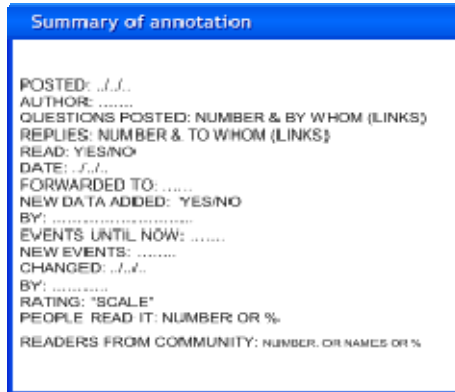 Summary of annotation
POSTED: ../../..
AUTHOR: .......
QUESTIONS POSTED: NUMBER & BY WHOM (LINKS)
REPLIES: NUMBER & TO WHOM (LINKS)
READ: YES/NO
DATE: ../../..
FORWARDED TO: ......
NEW DATA ADDED: YES/NO
BY: ............................
EVENTS UNTIL NOW: .......
NEW EVENTS: ........
CHANGED: ../../..
BY: ...........
RATING: "SCALE"
PEOPLE READ IT: NUMBER OR %
READERS FROM COMMUNITY: NUMBER, OR NAMES OR %